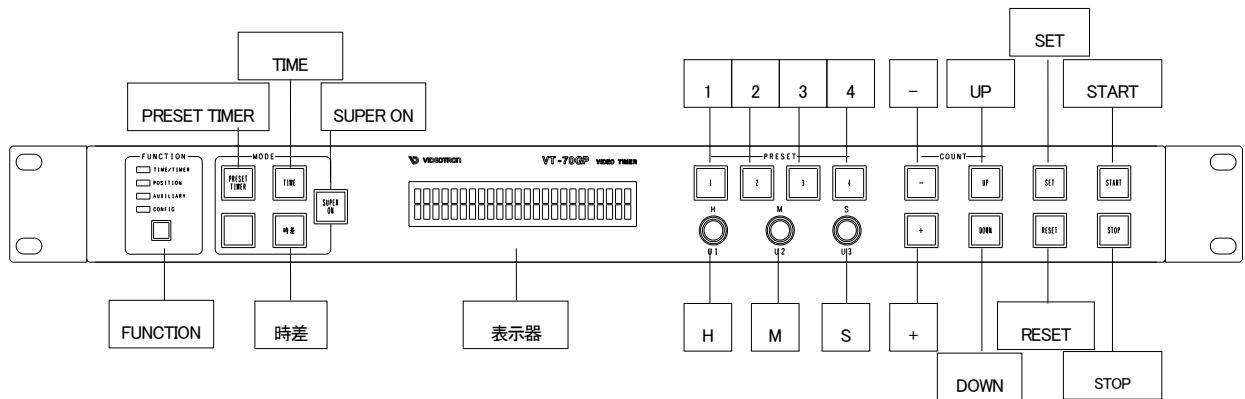 SET
TIME
1 2 3 4 － UP START
PRESET TIMER SUPER ON
FUNCTION MODE VIDEOTRON VT-70GP VIDEO TIMER PRESET COUNT
TIME/TIMER
POSITION
AUXILIARY
CONFIG
PRESET
TIMER
TIME
SUPER
ON
時差
1 2 3 4 － UP SET START
H M S
+ DOWN RESET STOP
U1 U2 U3
FUNCTION 時差 表示器 H M S + RESET
DOWN STOP